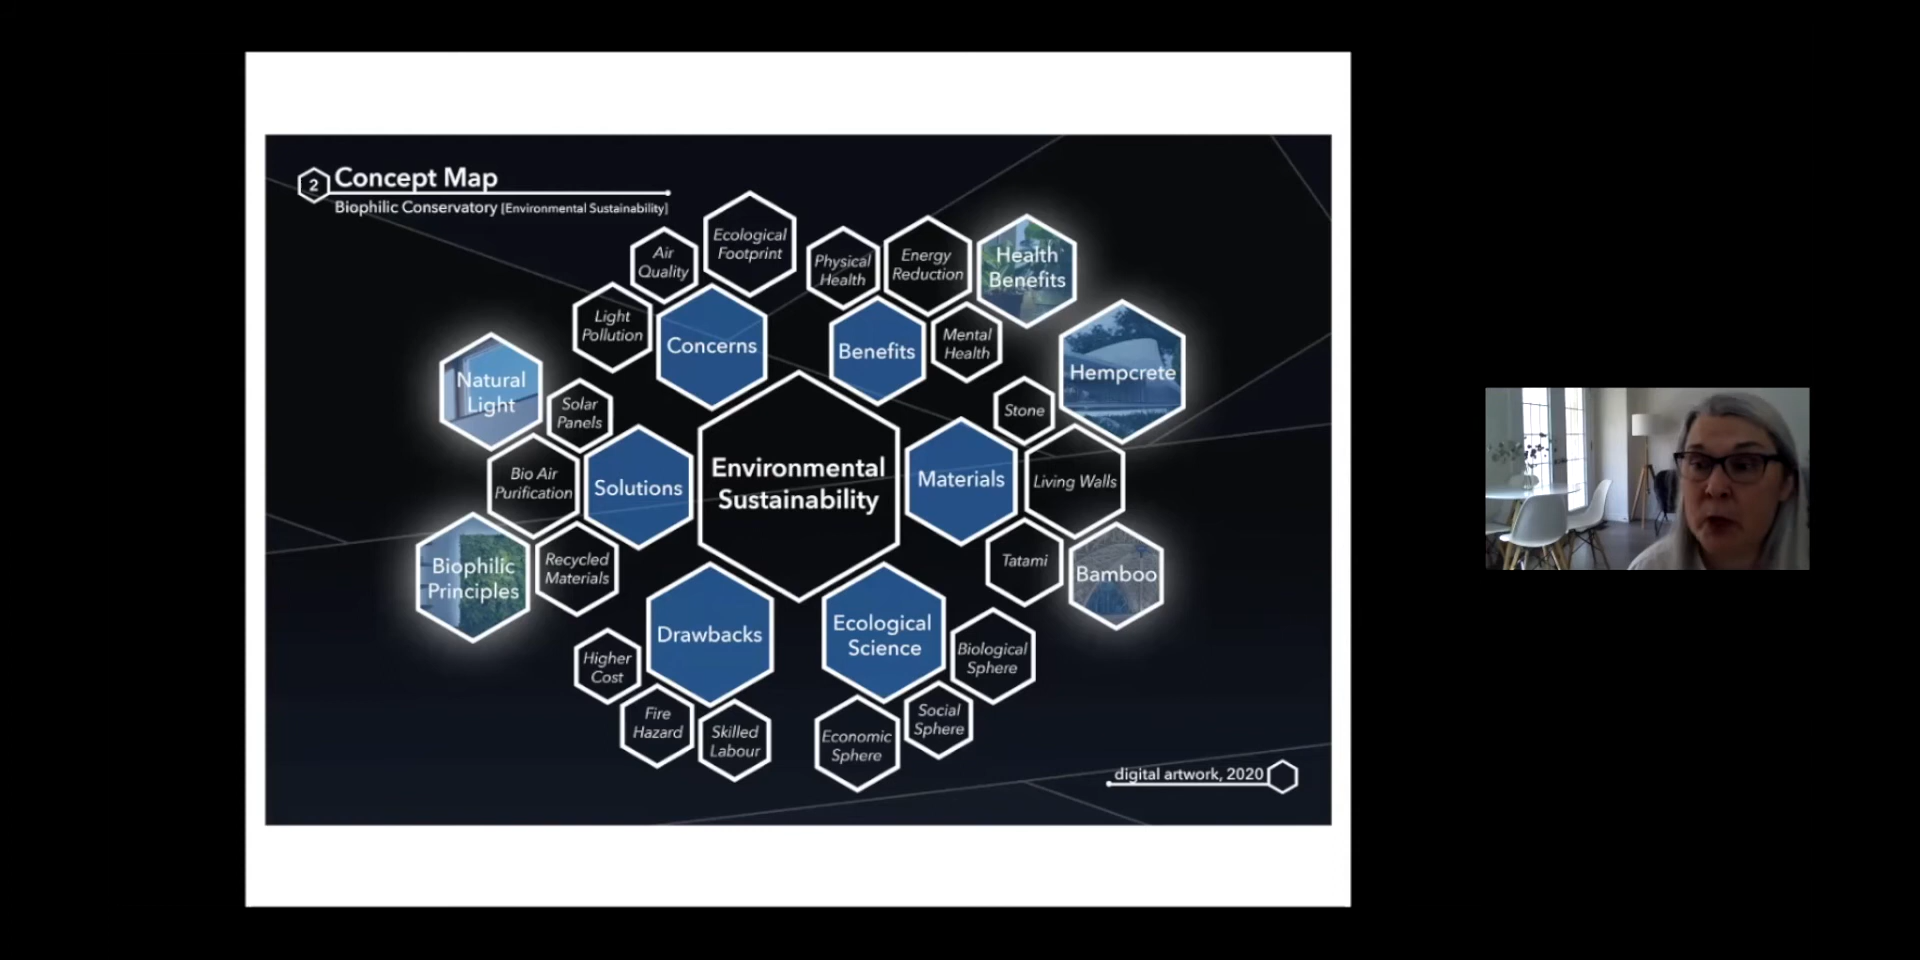 2
Concept Map
Biophilic Conservatory [Environmental Sustainability]
Ecological
Footprint
Air
Quality
Light
Pollution
Concerns
Physical
Health
Energy
Reduction
Health
Benefits
Benefits
Mental
Health
Natural
Light
Solar
Panels
Bio Air
Purification
Solutions
Biophilic
Principles
Recycled
Materials
Environmental
Sustainability
Hempcrete
Stone
Materials
Living Walls
Tatami
Bamboo
Drawbacks
Higher
Cost
Fire
Hazard
Skilled
Labour
Ecological
Science
Biological
Sphere
Social
Sphere
Economic
Sphere
digital artwork, 2020